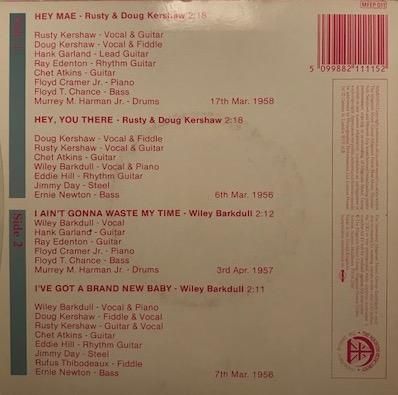 HEY MAE - Rusty & Doug Kershaw 2:18
Rusty Kershaw - Vocal & Guitar
Doug Kershaw - Vocal & Fiddle
Hank Garland - Lead Guitar
Ray Edenton - Rhythm Guitar
Chet Atkins - Guitar
Floyd Cramer Jr. - Piano
Floyd T. Chance - Bass
Murrey M. Harman Jr. - Drums 17th Mar. 1958
HEY, YOU THERE - Rusty & Doug Kershaw 2:18
Doug Kershaw - Vocal & Fiddle
Rusty Kershaw - Vocal & Guitar
Chet Atkins - Guitar
Wiley Barkdull - Vocal & Piano
Eddie Hill - Rhythm Guitar
Jimmy Day - Steel
Ernie Newton - Bass 6th Mar. 1956
Side 2
I AIN'T GONNA WASTE MY TIME - Wiley Barkdull 2:12
Wiley Barkdull - Vocal
Hank Garland - Guitar
Ray Edenton - Guitar
Floyd Cramer Jr. - Piano
Floyd T. Chance - Bass
Murrey M. Harman Jr. - Drums 3rd Apr. 1957
I'VE GOT A BRAND NEW BABY - Wiley Barkdull 2:11
Wiley Barkdull - Vocal & Piano
Doug Kershaw - Fiddle & Vocal
Rusty Kershaw - Guitar & Vocal
Chet Atkins - Guitar
Eddie Hill - Rhythm Guitar
Jimmy Day - Steel
Rufus Thibodeaux - Fiddle
Ernie Newton - Bass 7th Mar. 1956
MFEP 011
5 099882 111152